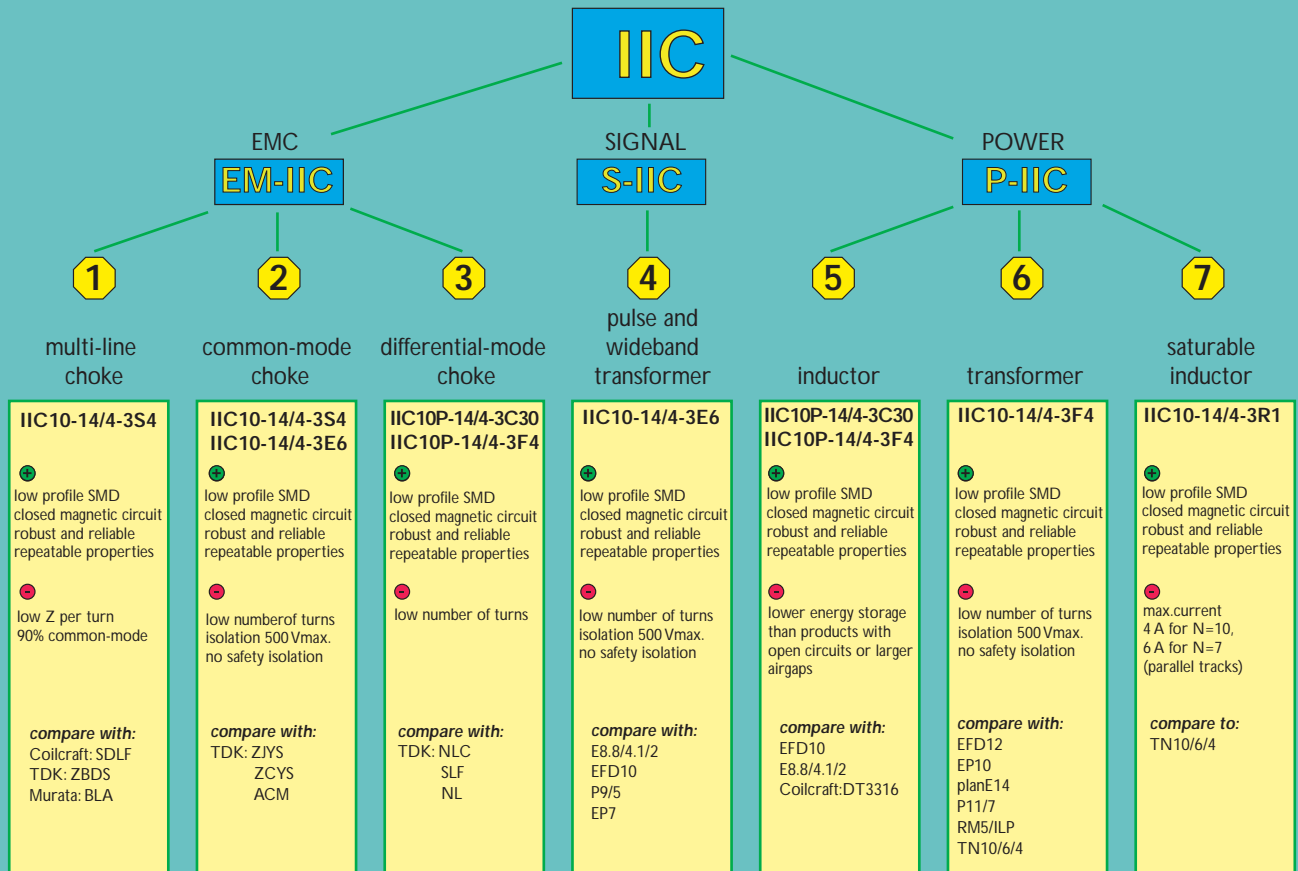 IIC
EMC
EM-IIC
SIGNAL
S-IIC
POWER
P-IIC
1
multi-line
choke
IIC10-14/4-3S4
+
low profile SMD
closed magnetic circuit
robust and reliable
repeatable properties
-
low Z per turn
90% common-mode
compare with:
Coilcraft: SDLF
TDK: ZBDS
Murata: BLA
2
common-mode
choke
IIC10-14/4-3S4
IIC10-14/4-3E6
+
low profile SMD
closed magnetic circuit
robust and reliable
repeatable properties
-
low numberof turns
isolation 500 Vmax.
no safety isolation
compare with:
TDK: ZJYS
ZCYS
ACM
3
differential-mode
choke
IIC10P-14/4-3C30
IIC10P-14/4-3F4
+
low profile SMD
closed magnetic circuit
robust and reliable
repeatable properties
-
low number of turns
compare with:
TDK: NLC
SLF
NL
4
pulse and
wideband
transformer
IIC10-14/4-3E6
+
low profile SMD
closed magnetic circuit
robust and reliable
repeatable properties
-
low number of turns
isolation 500 Vmax.
no safety isolation
compare with:
E8.8/4.1/2
EFD10
P9/5
EP7
5
inductor
IIC10P-14/4-3C30
IIC10P-14/4-3F4
+
low profile SMD
closed magnetic circuit
robust and reliable
repeatable properties
-
lower energy storage
than products with
open circuits or larger
airgaps
compare with:
EFD10
E8.8/4.1/2
Coilcraft:DT3316
6
transformer
IIC10-14/4-3F4
+
low profile SMD
closed magnetic circuit
robust and reliable
repeatable properties
-
low number of turns
isolation 500 Vmax.
no safety isolation
compare with:
EFD12
EP10
planE14
P11/7
RM5/ILP
TN10/6/4
7
saturable
inductor
IIC10-14/4-3R1
+
low profile SMD
closed magnetic circuit
robust and reliable
repeatable properties
-
max.current
4 A for N=10,
6 A for N=7
(parallel tracks)
compare to:
TN10/6/4